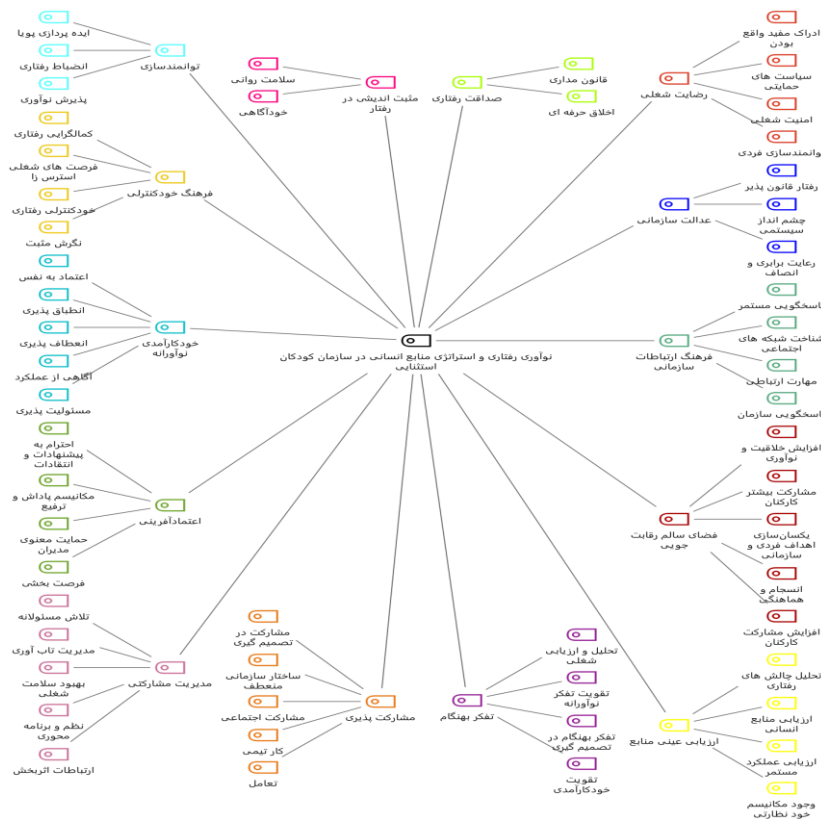 ادراک مفید واقع
بودن
سیاست های
حمایتی
امنیت شغلی
توانمندسازی فردی
رضایت شغلی
رفتار قانون پذیر
چشم انداز
سیستمی
رعایت برابری و
انصاف
عدالت سازمانی
پاسخگویی مستمر
شناخت شبکه های
اجتماعی
مهارت ارتباطی
پاسخگویی سازمان
فرهنگ ارتباطات
سازمانی
افزایش خلاقیت و
نوآوری
مشارکت بیشتر
کارکنان
یکسان‌سازی
اهداف فردی و
سازمانی
انسجام و
هماهنگی
افزایش مشارکت
کارکنان
فضای سالم رقابت
جویی
تحلیل چالش های
رفتاری
ارزیابی منابع
انسانی
ارزیابی عملکرد
مستمر
وجود مکانیسم
خود نظارتی
ارزیابی عینی منابع
قانون مداری
اخلاق حرفه ای
صداقت رفتاری
سلامت روانی
خودآگاهی
مثبت اندیشی در
رفتار
نوآوری رفتاری و استراتژی منابع انسانی در سازمان کودکان
استثنایی
تحلیل و ارزیابی
شغلی
تقویت تفکر
نوآورانه
تفکر بهنگام در
تصمیم گیری
تقویت
خودکارآمدی
تفکر بهنگام
مشارکت در
تصمیم گیری
ساختار سازمانی
منعطف
مشارکت اجتماعی
کار تیمی
تعامل
مشارکت پذیری
ایده پردازی پویا
انضباط رفتاری
پذیرش نوآوری
توانمندسازی
کمالگرایی رفتاری
فرصت های شغلی
استرس زا
خودکنترلی رفتاری
نگرش مثبت
فرهنگ خودکنترلی
اعتماد به نفس
انطباق پذیری
انعطاف پذیری
آگاهی از عملکرد
مسئولیت پذیری
خودکارآمدی
نوآورانه
احترام به
پیشنهادات و
انتقادات
مکانیسم پاداش و
ترفیع
حمایت معنوی
مدیران
فرصت بخشی
اعتمادآفرینی
تلاش مسئولانه
مدیریت تاب آوری
بهبود سلامت
شغلی
نظم و برنامه
محوری
ارتباطات اثربخش
مدیریت مشارکتی